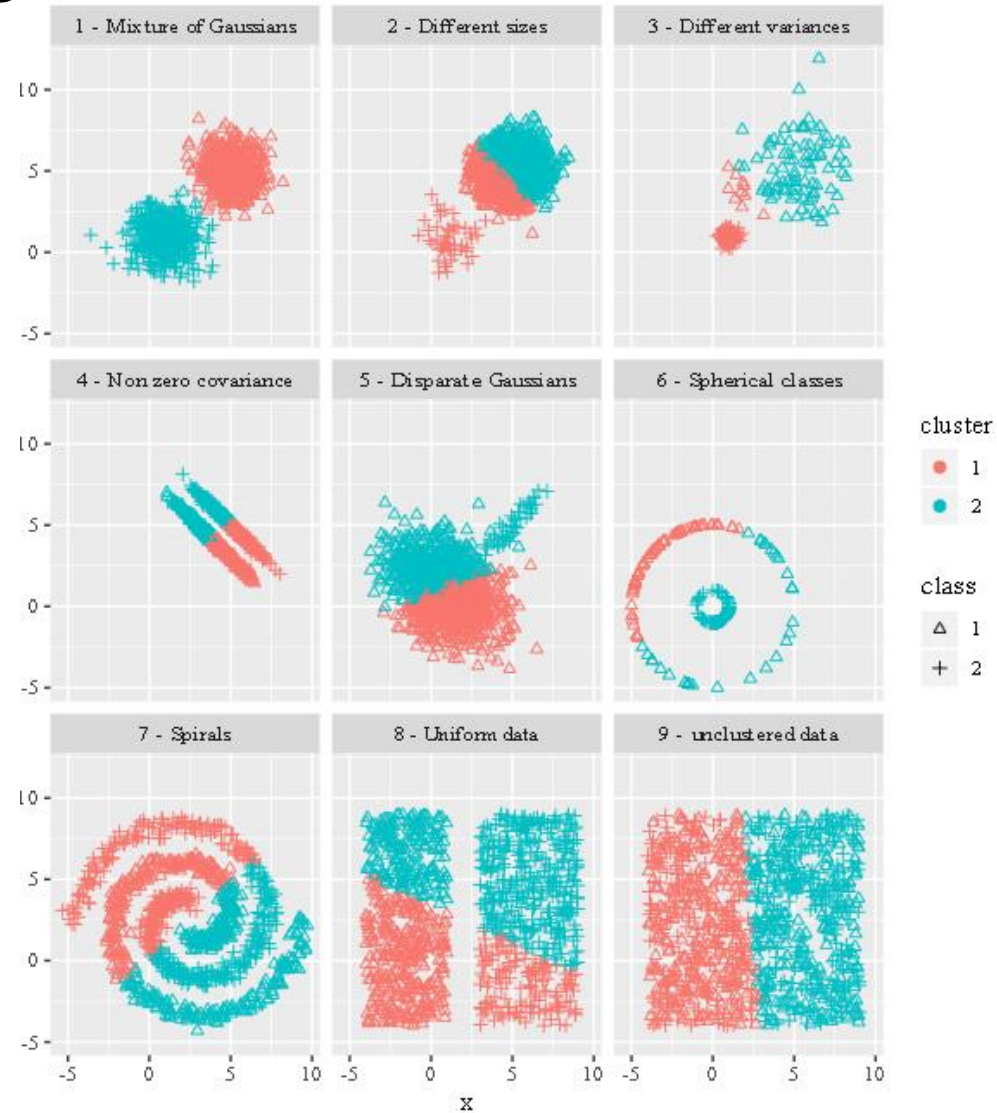 1 - Mixture of Gaussians
2 - Different sizes
3 - Different variances
10
5
0
-5
4 - Non zero covariance
5 - Disparate Gaussians
6 - Spherical classes
10
5
0
-5
7 - Spirals
8 - Uniform data
9 - unclustered data
10
5
0
-5
-5 0 5 10
-5 0 5 10
-5 0 5 10
x
cluster
1
2
class
1
2